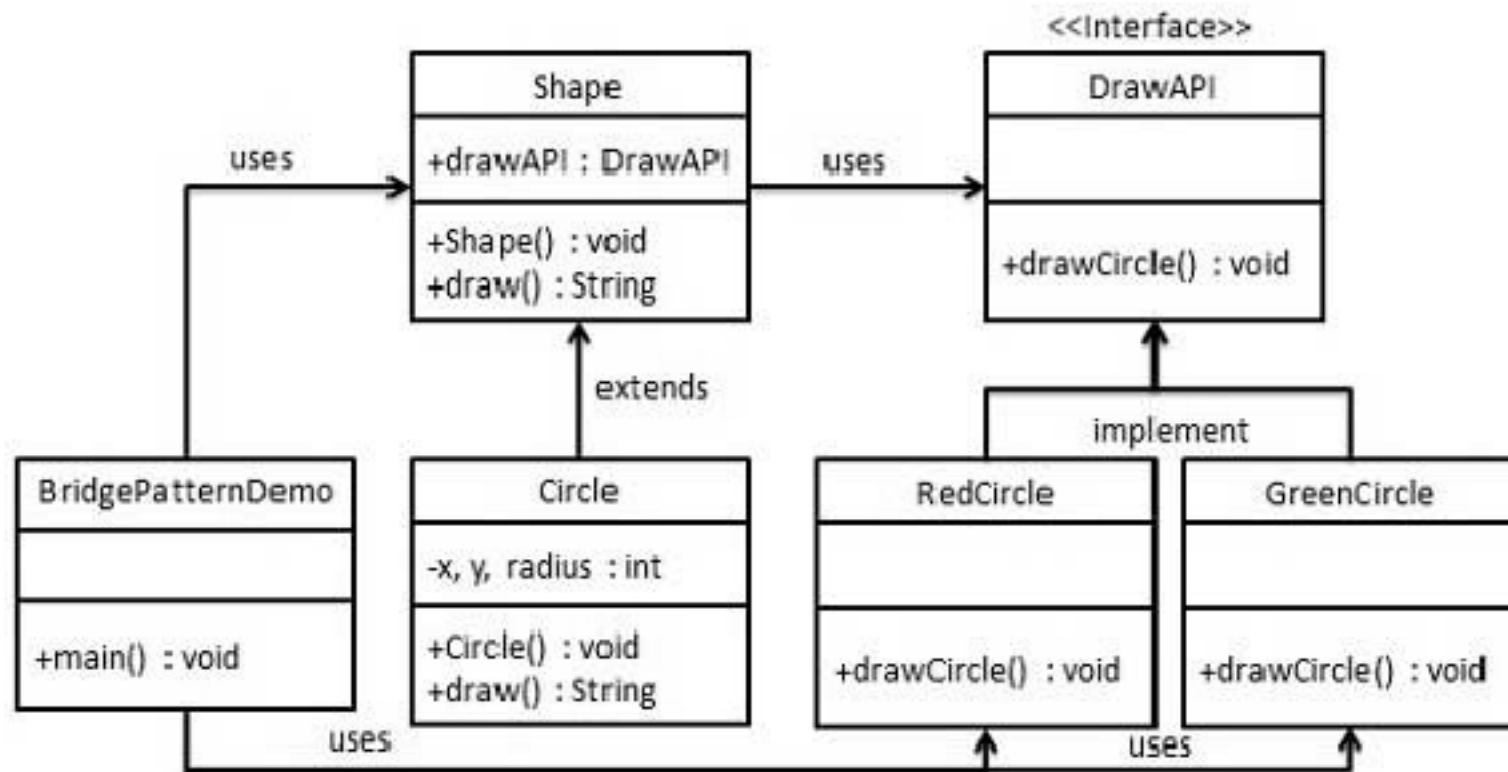 <<Interface>>
Shape
DrawAPI
+drawAPI : DrawAPI
uses
uses
+Shape() : void
+draw() : String
+drawCircle() : void
extends
implement
BridgePatternDemo
Circle
RedCircle
GreenCircle
-x, y, radius : int
+main() : void
+Circle() : void
+draw() : String
+drawCircle() : void
+drawCircle() : void
uses
uses